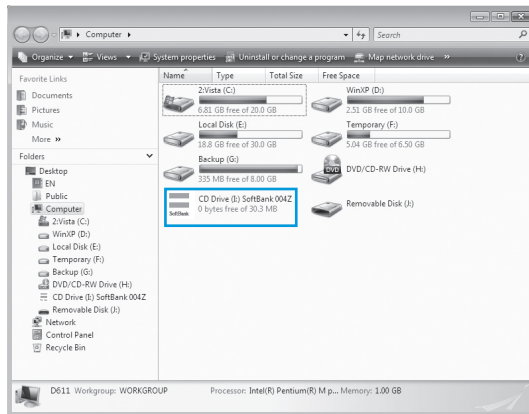 Computer
Search
Organize
Views
System properties
Uninstall or change a program
Map network drive
»
Favorite Links
Documents
Pictures
Music
More »
Folders
Desktop
EN
Public
Computer
2:Vista (C:)
WinXP (D:)
Local Disk (E:)
Temporary (F:)
Backup (G:)
DVD/CD-RW Drive (H:)
CD Drive (I:) SoftBank 004Z
Removable Disk (J:)
Network
Control Panel
Recycle Bin
Name Type Total Size Free Space
2:Vista (C:)
6.81 GB free of 20.0 GB
WinXP (D:)
2.51 GB free of 10.0 GB
Local Disk (E:)
18.8 GB free of 30.0 GB
Temporary (F:)
5.04 GB free of 6.50 GB
Backup (G:)
335 MB free of 8.00 GB
DVD
DVD/CD-RW Drive (H:)
SoftBank
CD Drive (I:) SoftBank 004Z
0 bytes free of 30.3 MB
Removable Disk (J:)
D611 Workgroup: WORKGROUP Processor: Intel(R) Pentium(R) M p... Memory: 1.00 GB